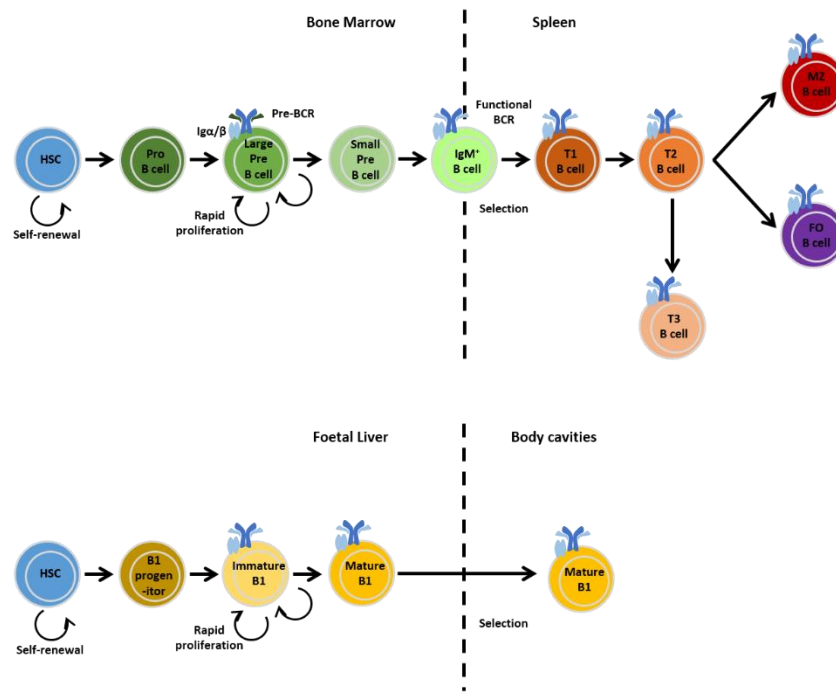 Bone Marrow
Spleen
HSC
Self-renewal
Pro
B cell
Igα/β
Pre-BCR
Large
Pre
B cell
Rapid
proliferation
Small
Pre
B cell
IgM⁺
B cell
Functional
BCR
Selection
T1
B cell
T2
B cell
T3
B cell
M2
B cell
FO
B cell
Foetal Liver
Body cavities
HSC
Self-renewal
B1
progen
-itor
Immature
B1
Rapid
proliferation
Mature
B1
Selection
Mature
B1